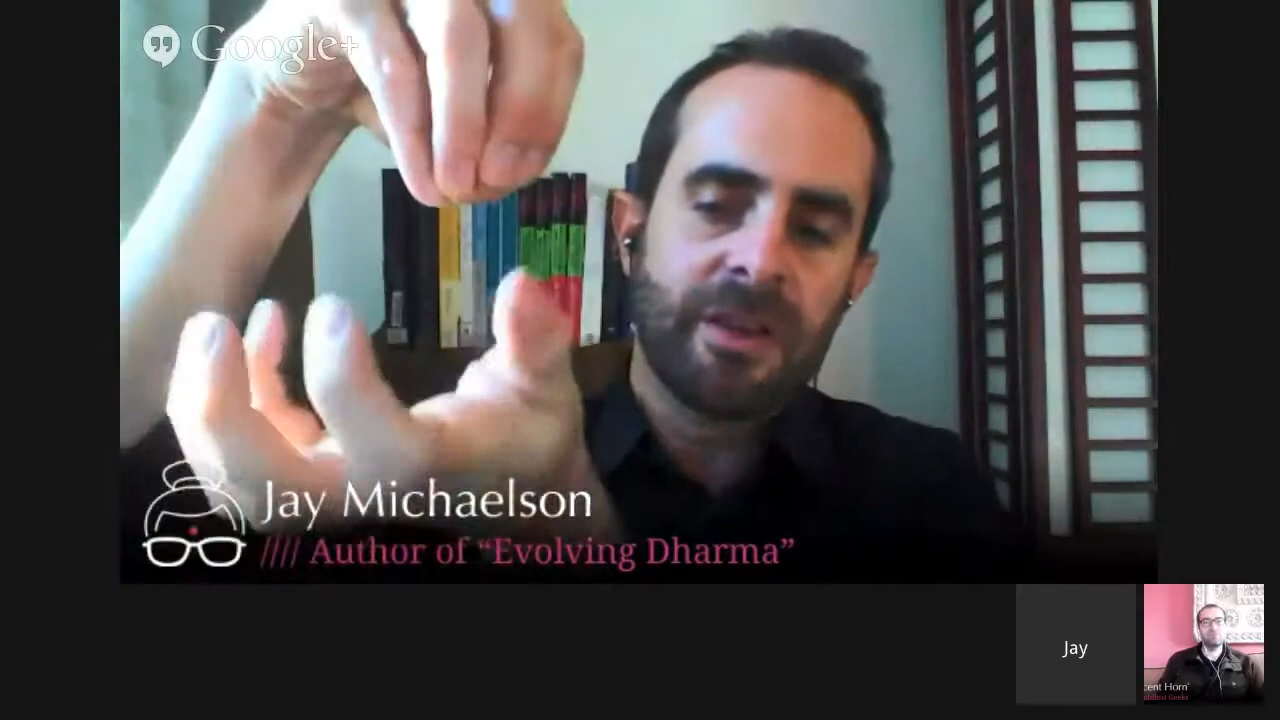 Google+
Jay Michaelson
//// Author of “Evolving Dharma”
Jay
cent Horn